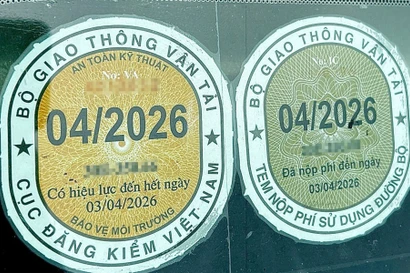 BỘ GIAO THÔNG VẬN TẢI
AN TOÀN KỸ THUẬT
No: VA
04/2026
Có hiệu lực đến hết ngày
03/04/2026
BẢO VỆ MÔI TRƯỜNG
CỤC ĐĂNG KIỂM VIỆT NAM
BỘ GIAO THÔNG VẬN TẢI
No. 1C
04/2026
Đã nộp phí đến ngày
03/04/2026
TEM NỘP PHÍ SỬ DỤNG ĐƯỜNG BỘ